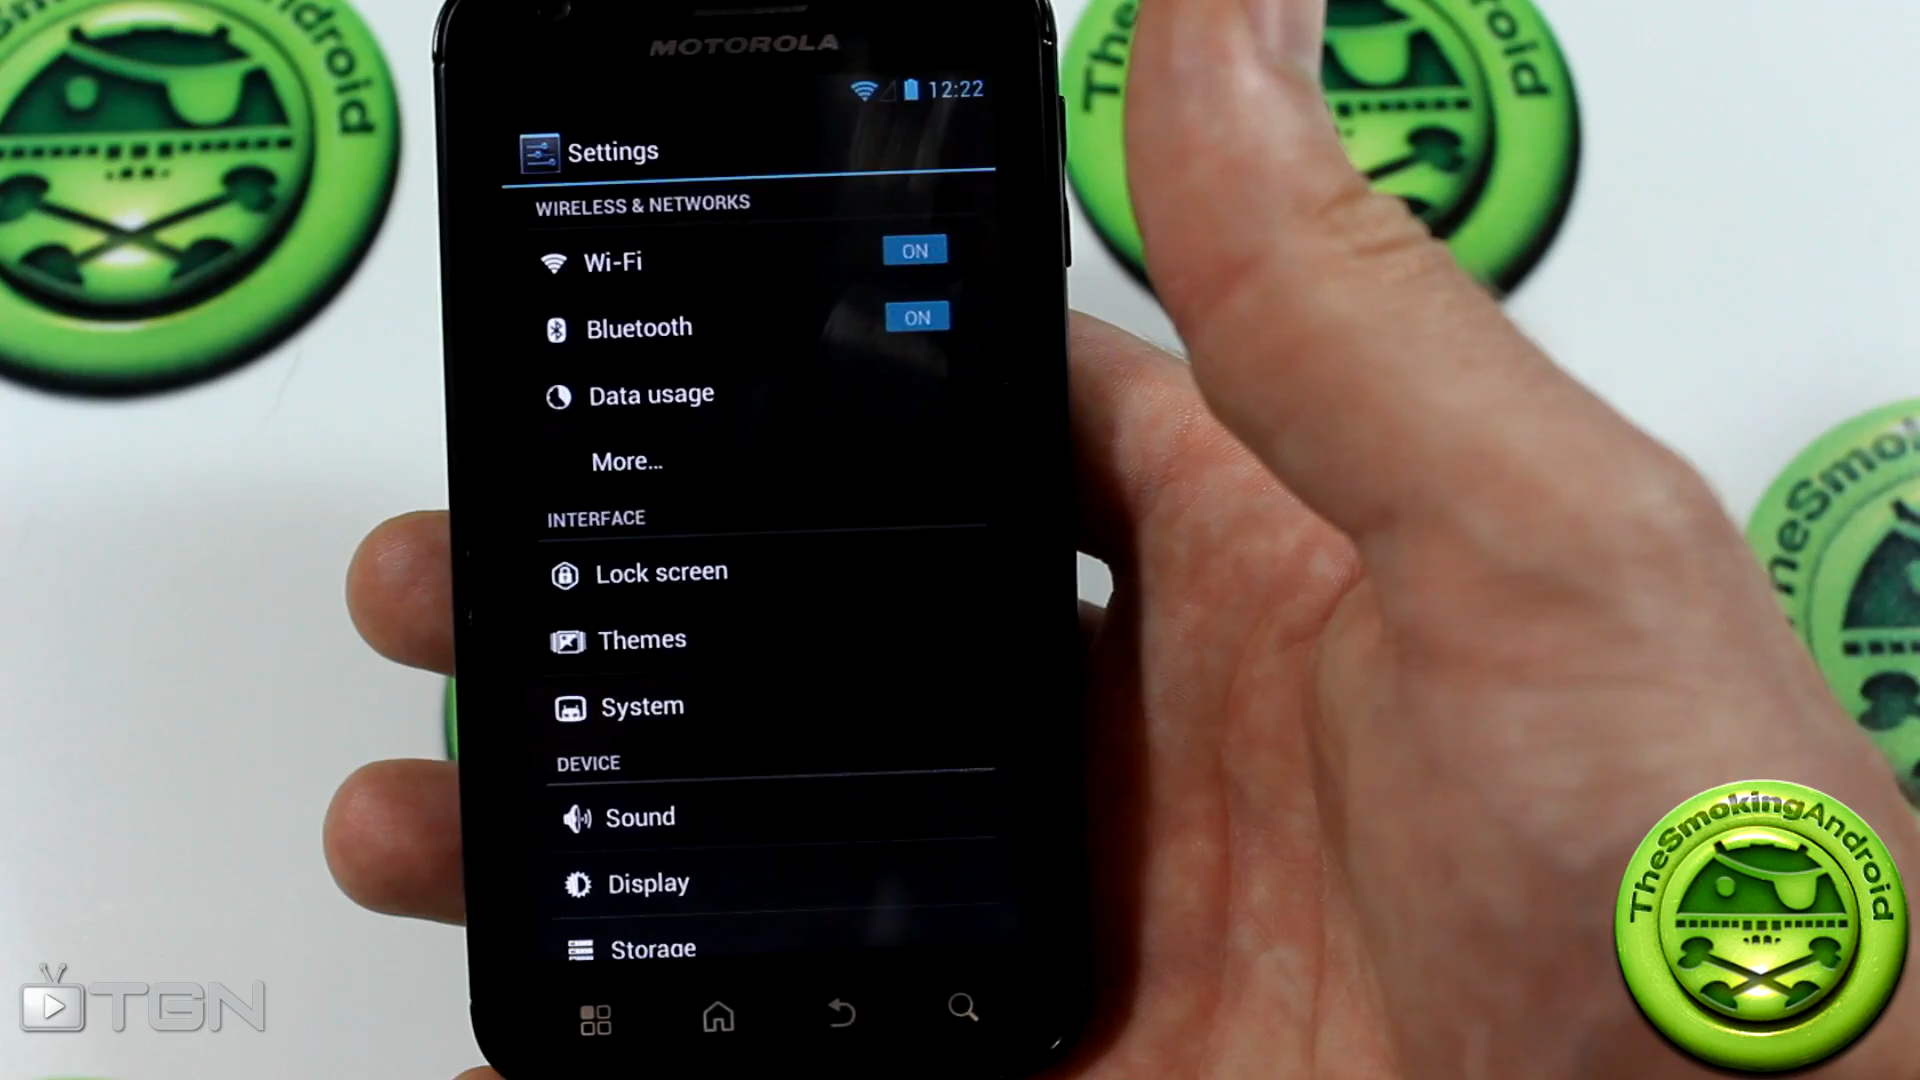 TheSmokingAndroid
MOTOROLA
12:22
Settings
WIRELESS & NETWORKS
Wi-Fi
ON
Bluetooth
ON
Data usage
More...
INTERFACE
Lock screen
Themes
System
DEVICE
Sound
Display
Storage
TGN